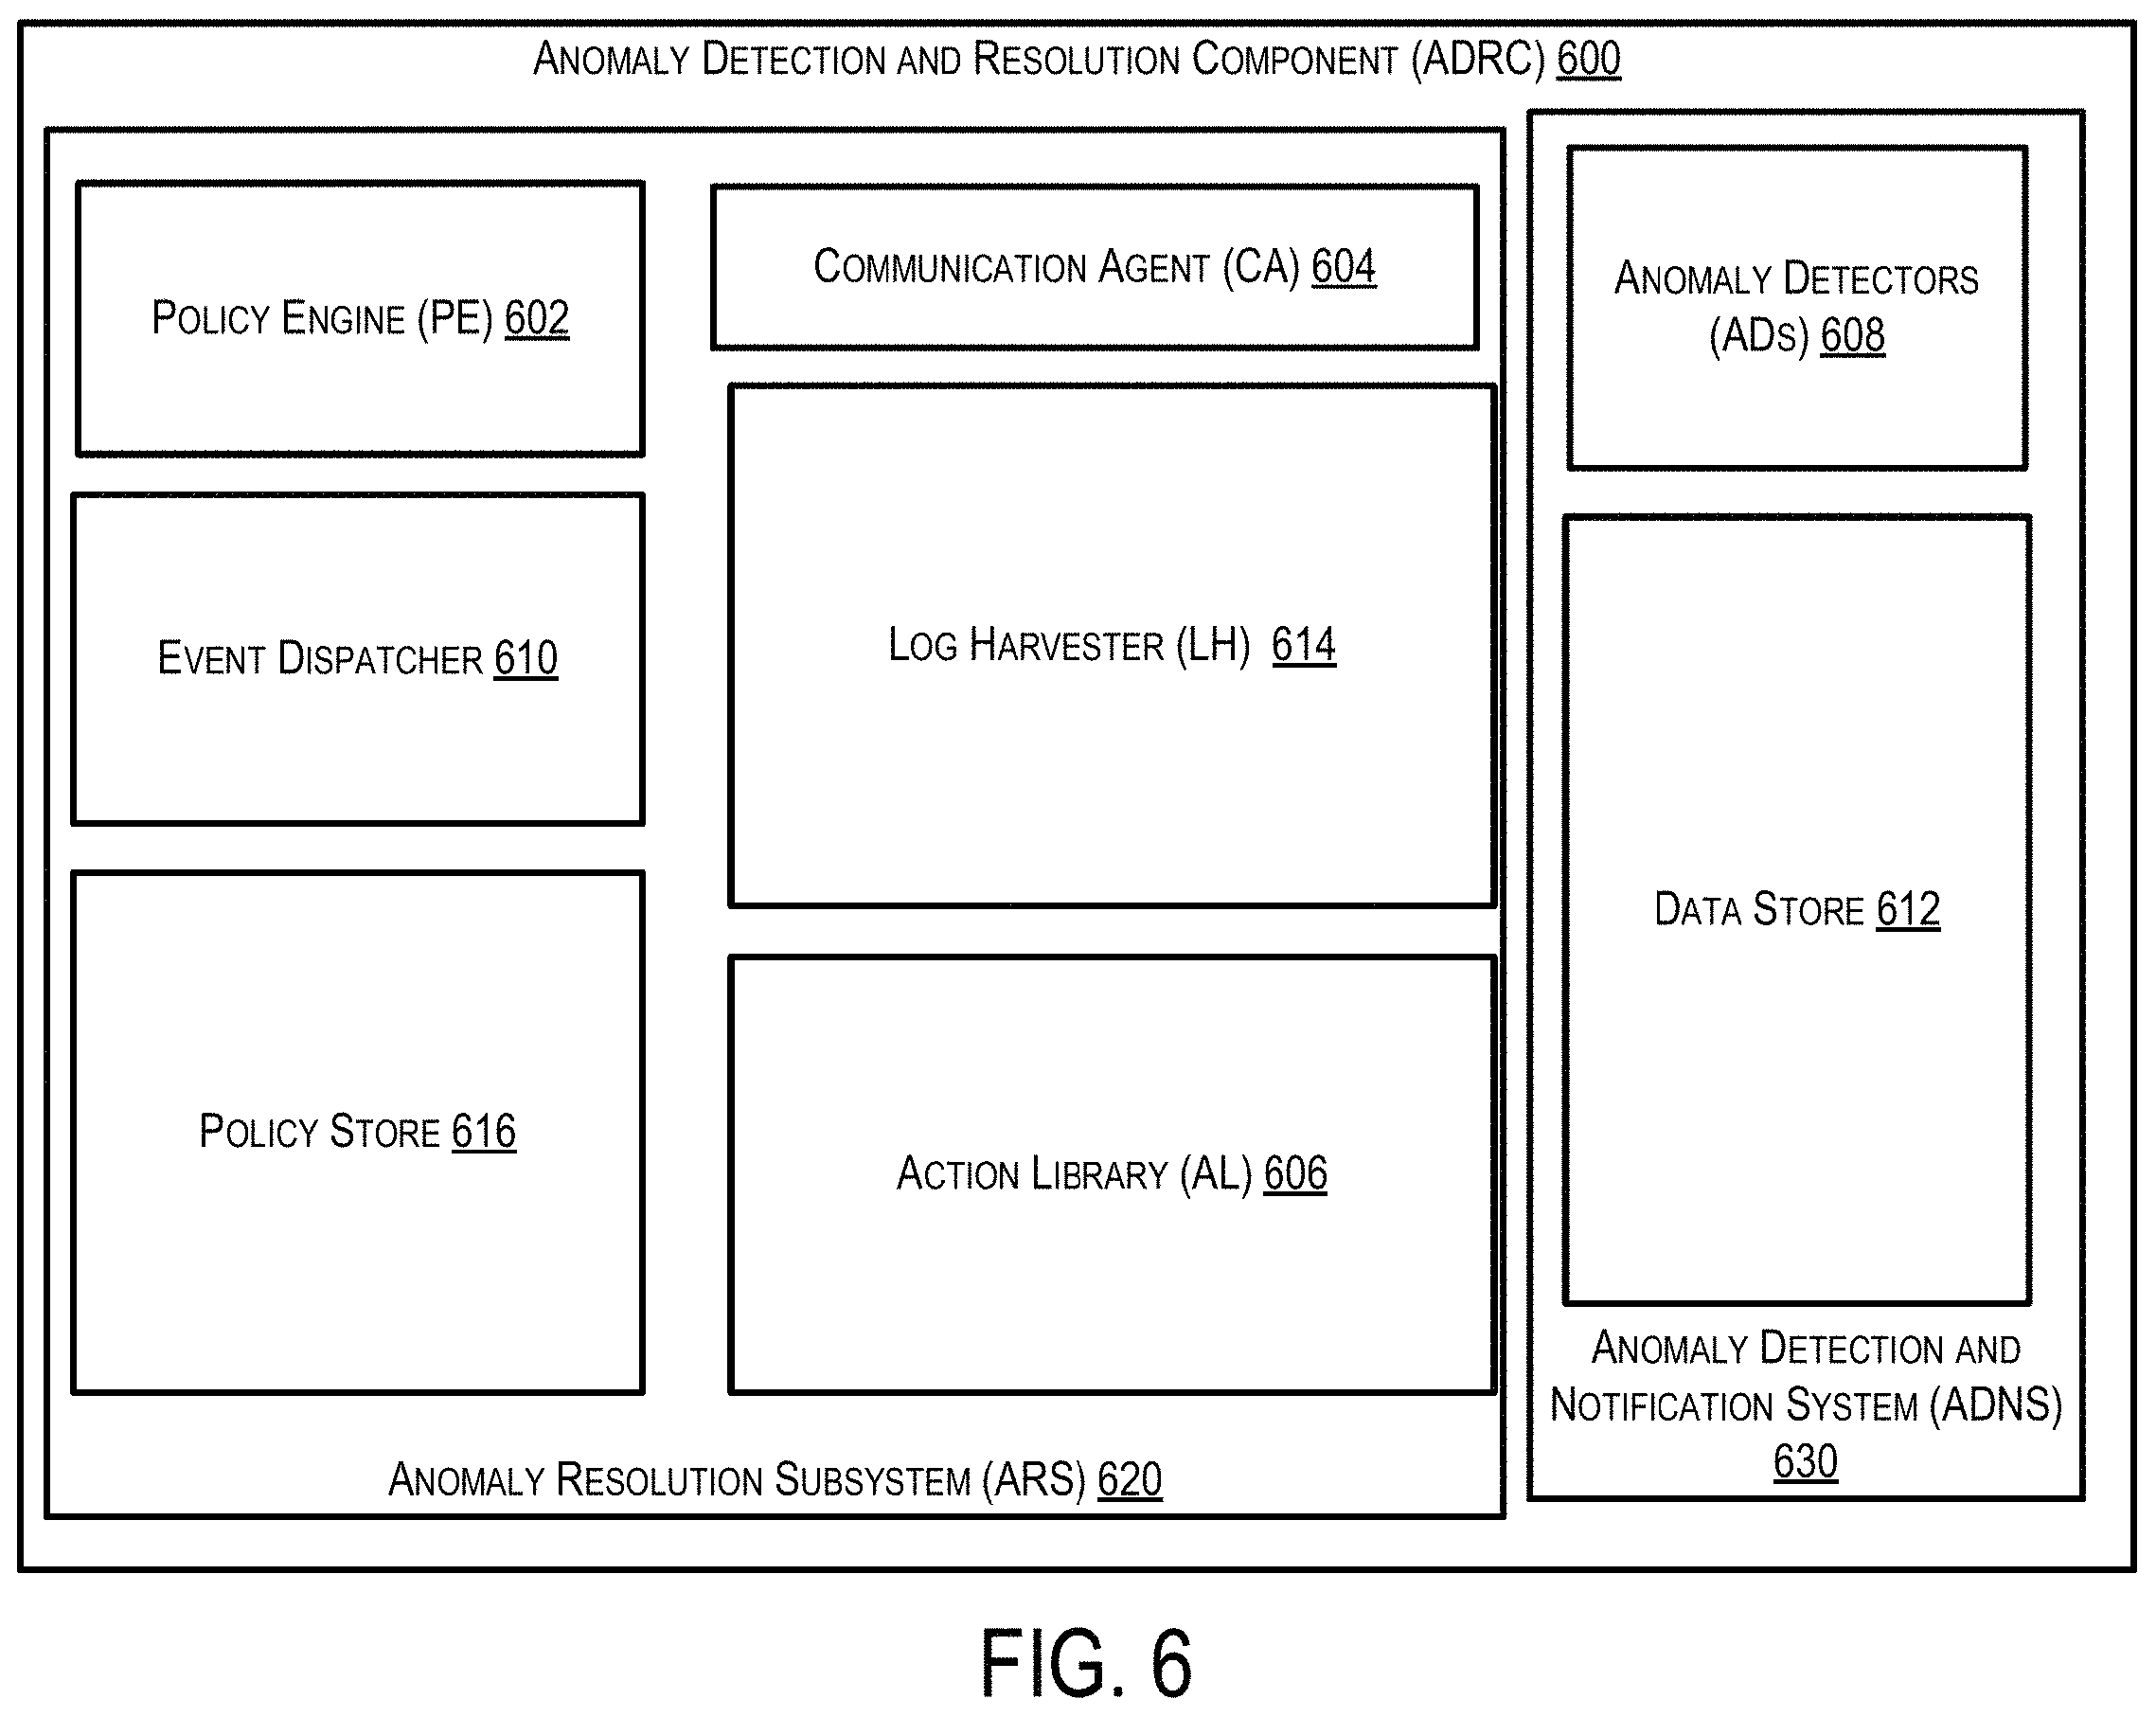 Anomaly Detection and Resolution Component (ADRC) 600
Policy Engine (PE) 602
Communication Agent (CA) 604
Anomaly Detectors
(ADs) 608
Event Dispatcher 610
Log Harvester (LH) 614
Data Store 612
Policy Store 616
Action Library (AL) 606
Anomaly Resolution Subsystem (ARS) 620
Anomaly Detection and
Notification System (ADNS)
630
FIG. 6